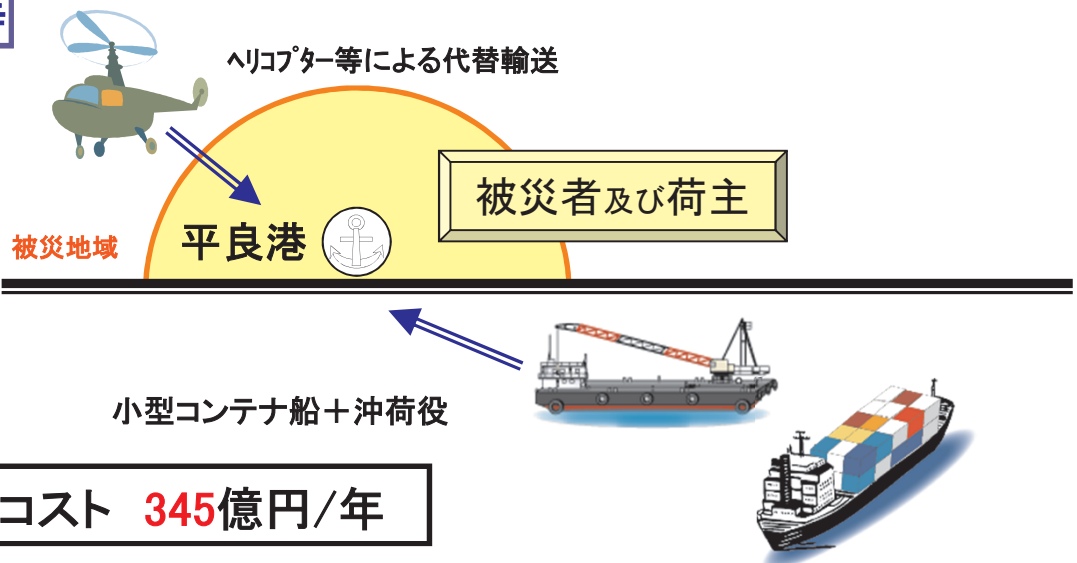 ﾍﾘｺﾌﾟﾀｰ等による代替輸送
被災者及び荷主
平良港
被災地域
小型コンテナ船＋沖荷役
コスト 345億円/年